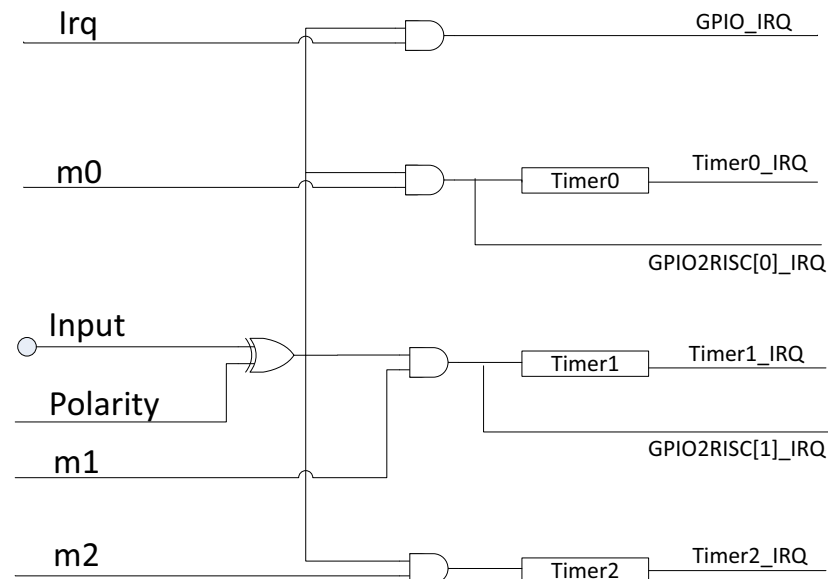 Irq
GPIO_IRQ
m0
Timer0
Timer0_IRQ
GPIO2RISC[0]_IRQ
Input
Timer1
Timer1_IRQ
Polarity
GPIO2RISC[1]_IRQ
m1
m2
Timer2
Timer2_IRQ